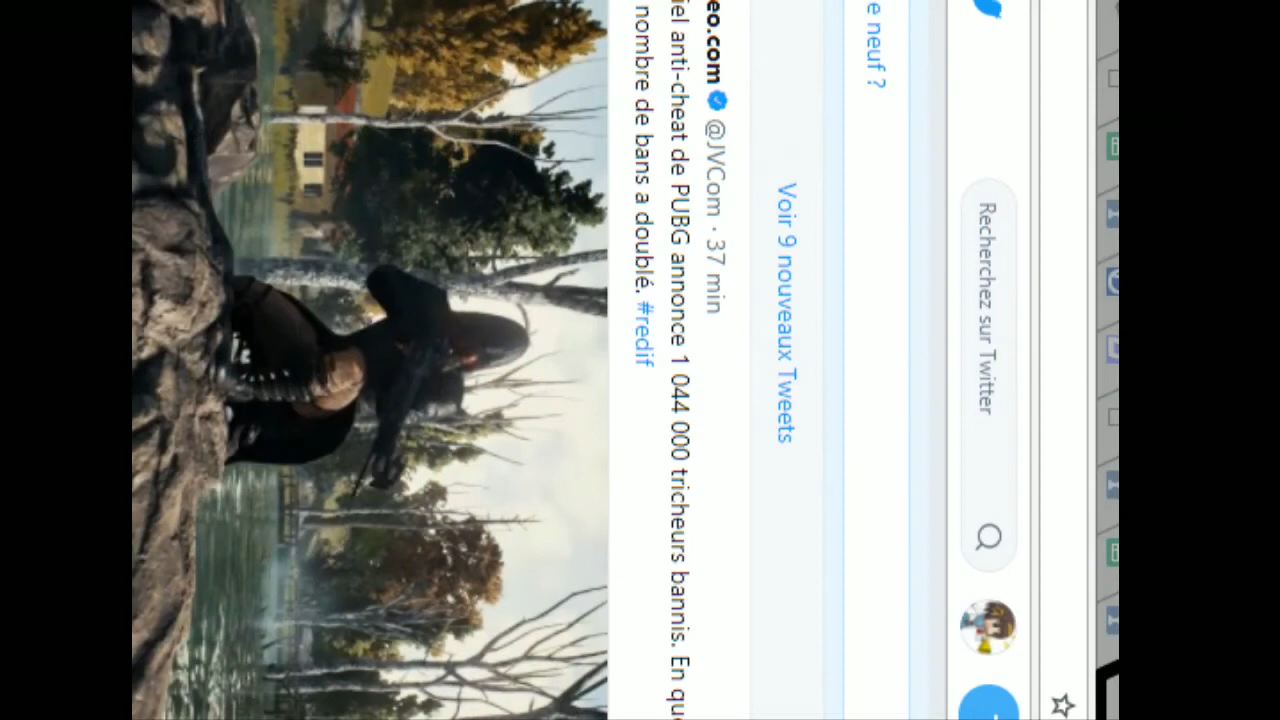 Recherchez sur Twitter
e neuf ?
Voir 9 nouveaux Tweets
eo.com @JVCom · 37 min
iel anti-cheat de PUBG annonce 1 044 000 tricheurs bannis. En que
nombre de bans a doublé. #redif